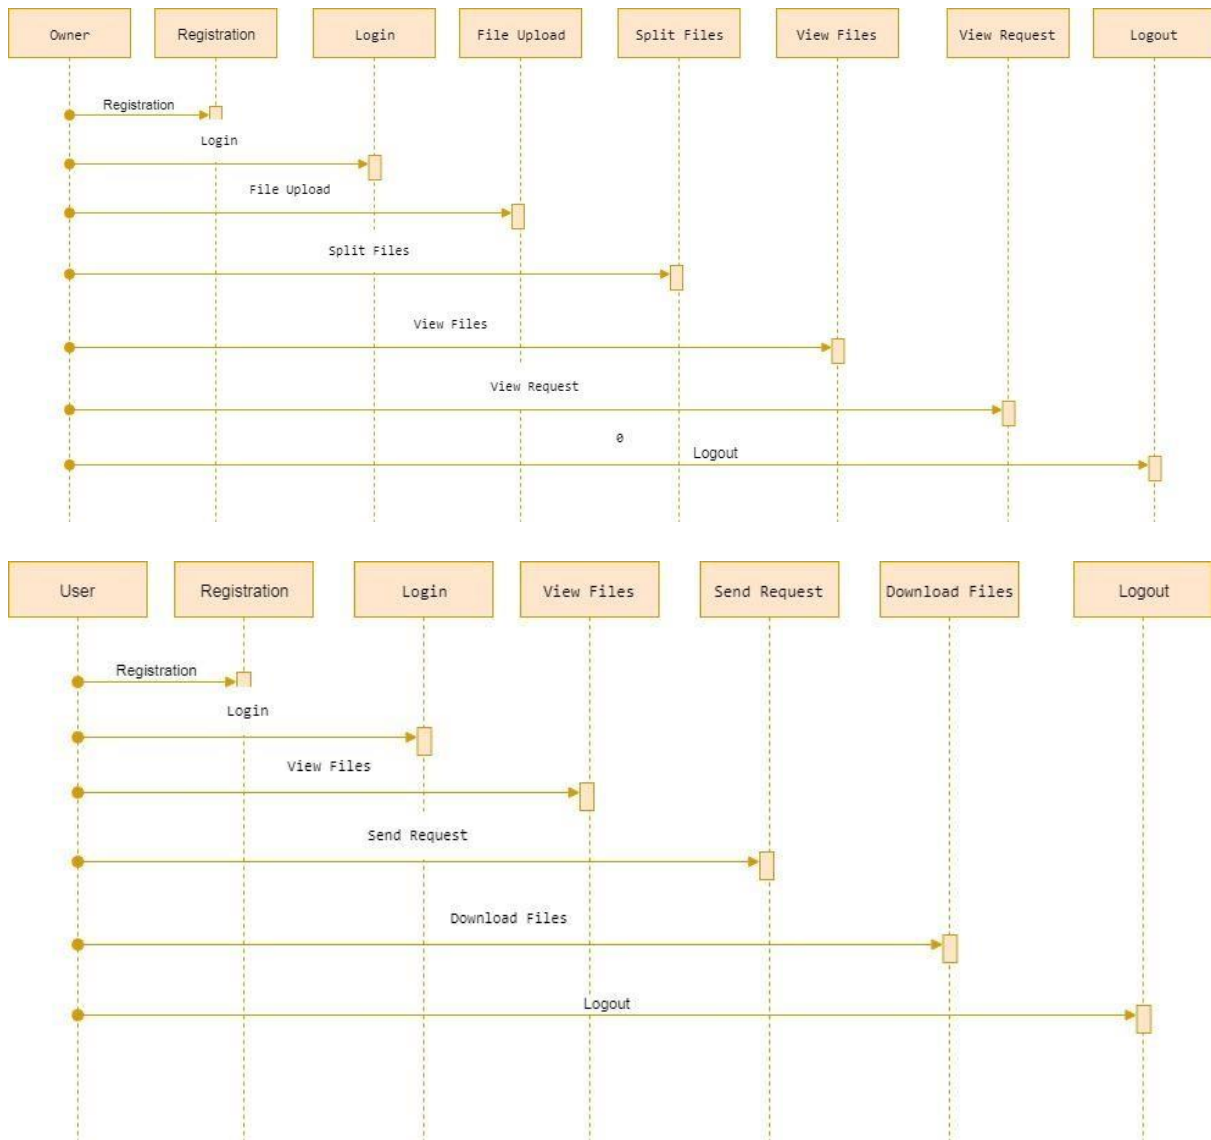 Owner
Registration
Login
File Upload
Split Files
View Files
View Request
Logout
Registration
Login
File Upload
Split Files
View Files
View Request
0
Logout
User
Registration
Login
View Files
Send Request
Download Files
Logout
Registration
Login
View Files
Send Request
Download Files
Logout